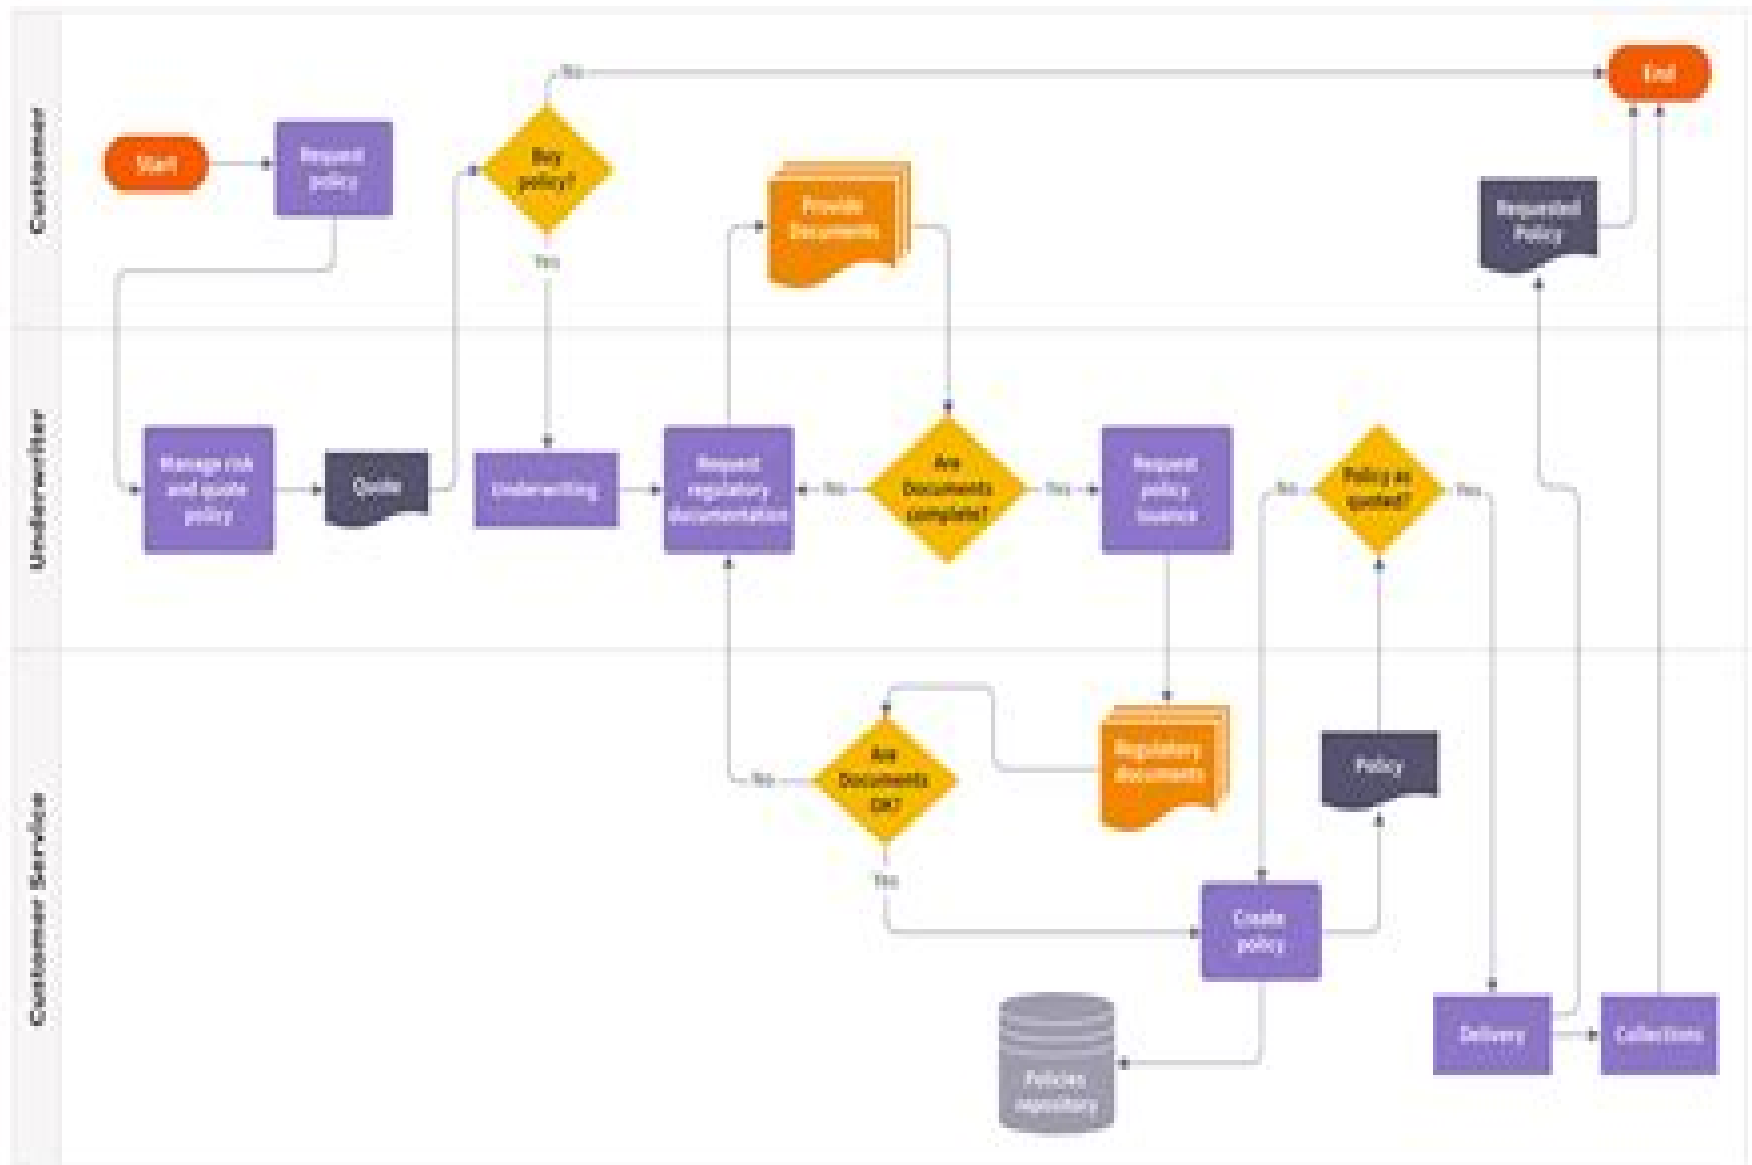 Customer
Start
Request
policy
Buy
policy?
No
Yes
Provide
Documents
Requested
Policy
End
Underwriter
Manage risk
and quote
policy
Quote
Underwriting
Request
regulatory
documentation
No
Are
Documents
complete?
Yes
Request
policy
issuance
No
Policy as
quoted?
Yes
Customer Service
No
Are
Documents
OK?
Yes
Regulatory
documents
Policy
Create
policy
Policies
repository
Delivery
Collections